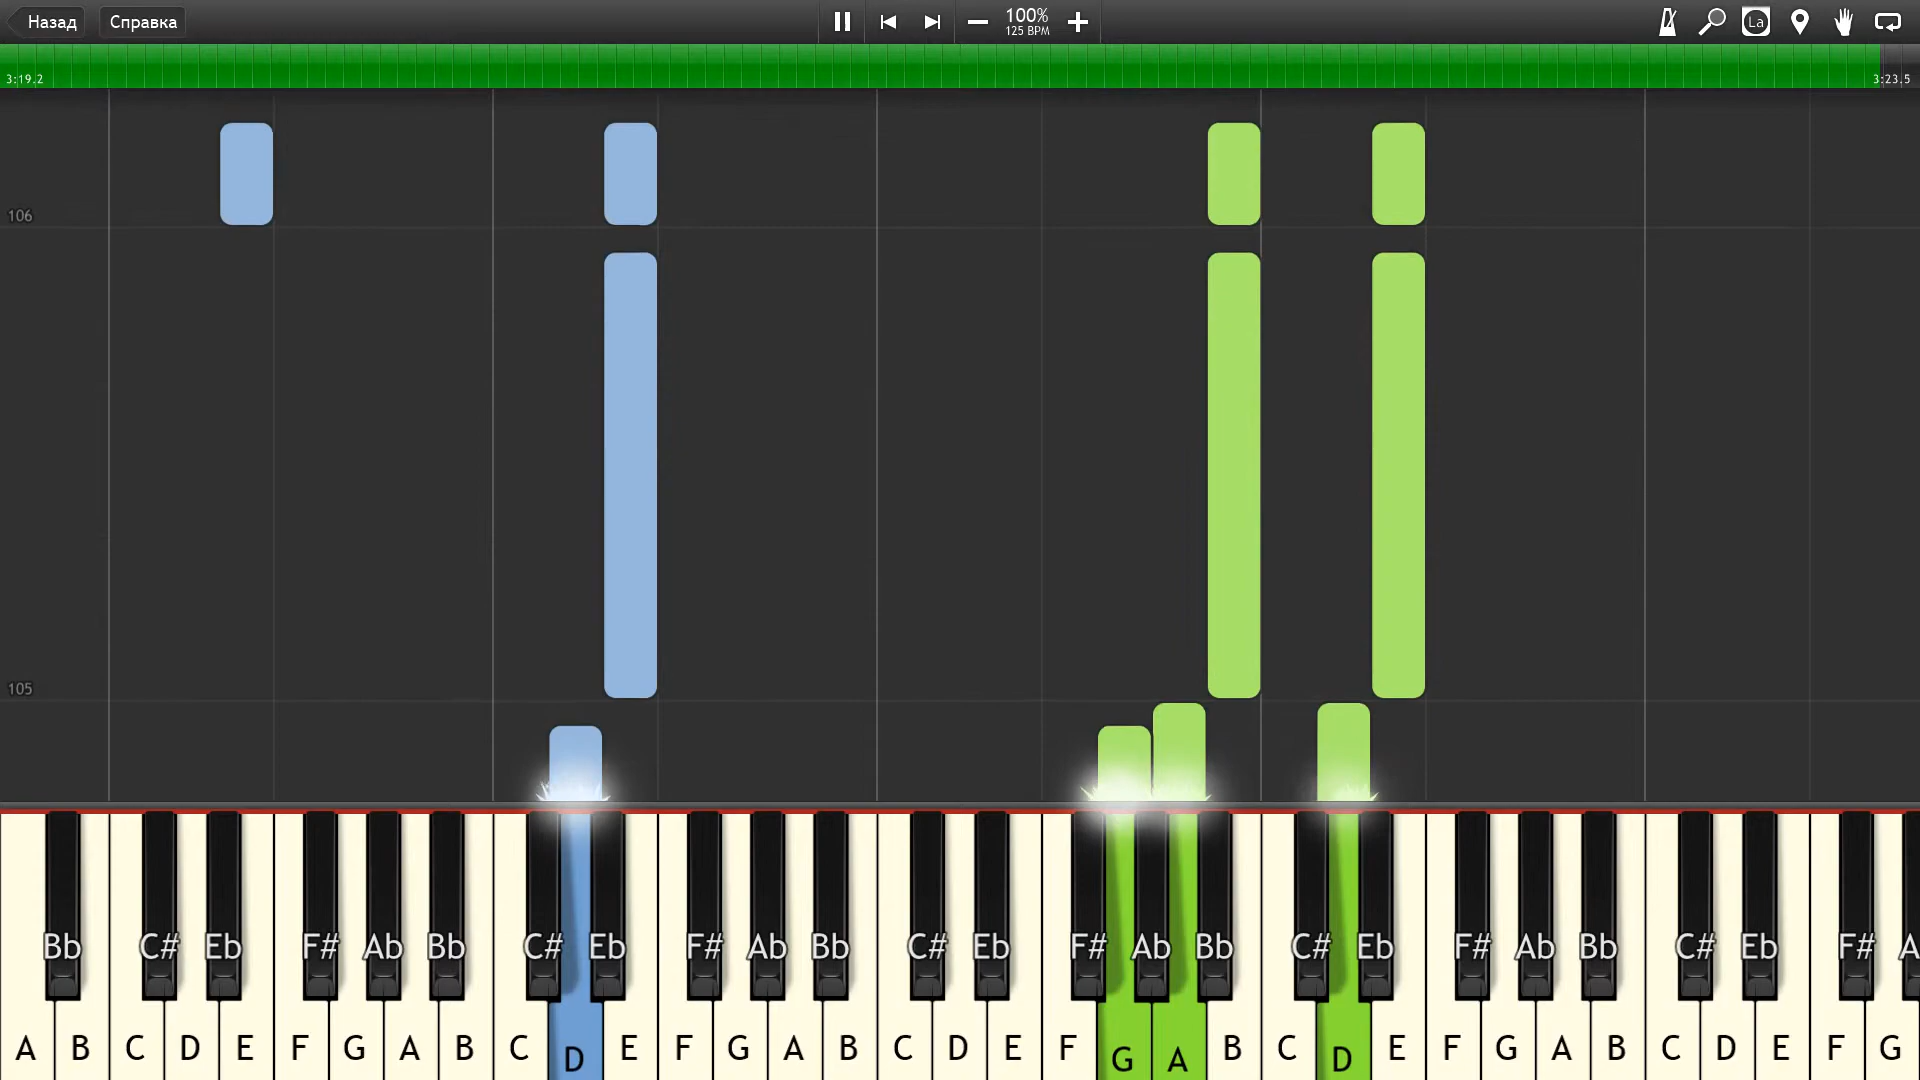 Назад Справка 100% La
125 BPM
3:19.2 3:23.5
106
105
Bb C# Eb F# Ab Bb C# Eb F# Ab Bb C# Eb F# Ab Bb C# Eb F# Ab Bb C# Eb F# A
A B C D E F G A B C D E F G A B C D E F G A B C D E F G A B C D E F G